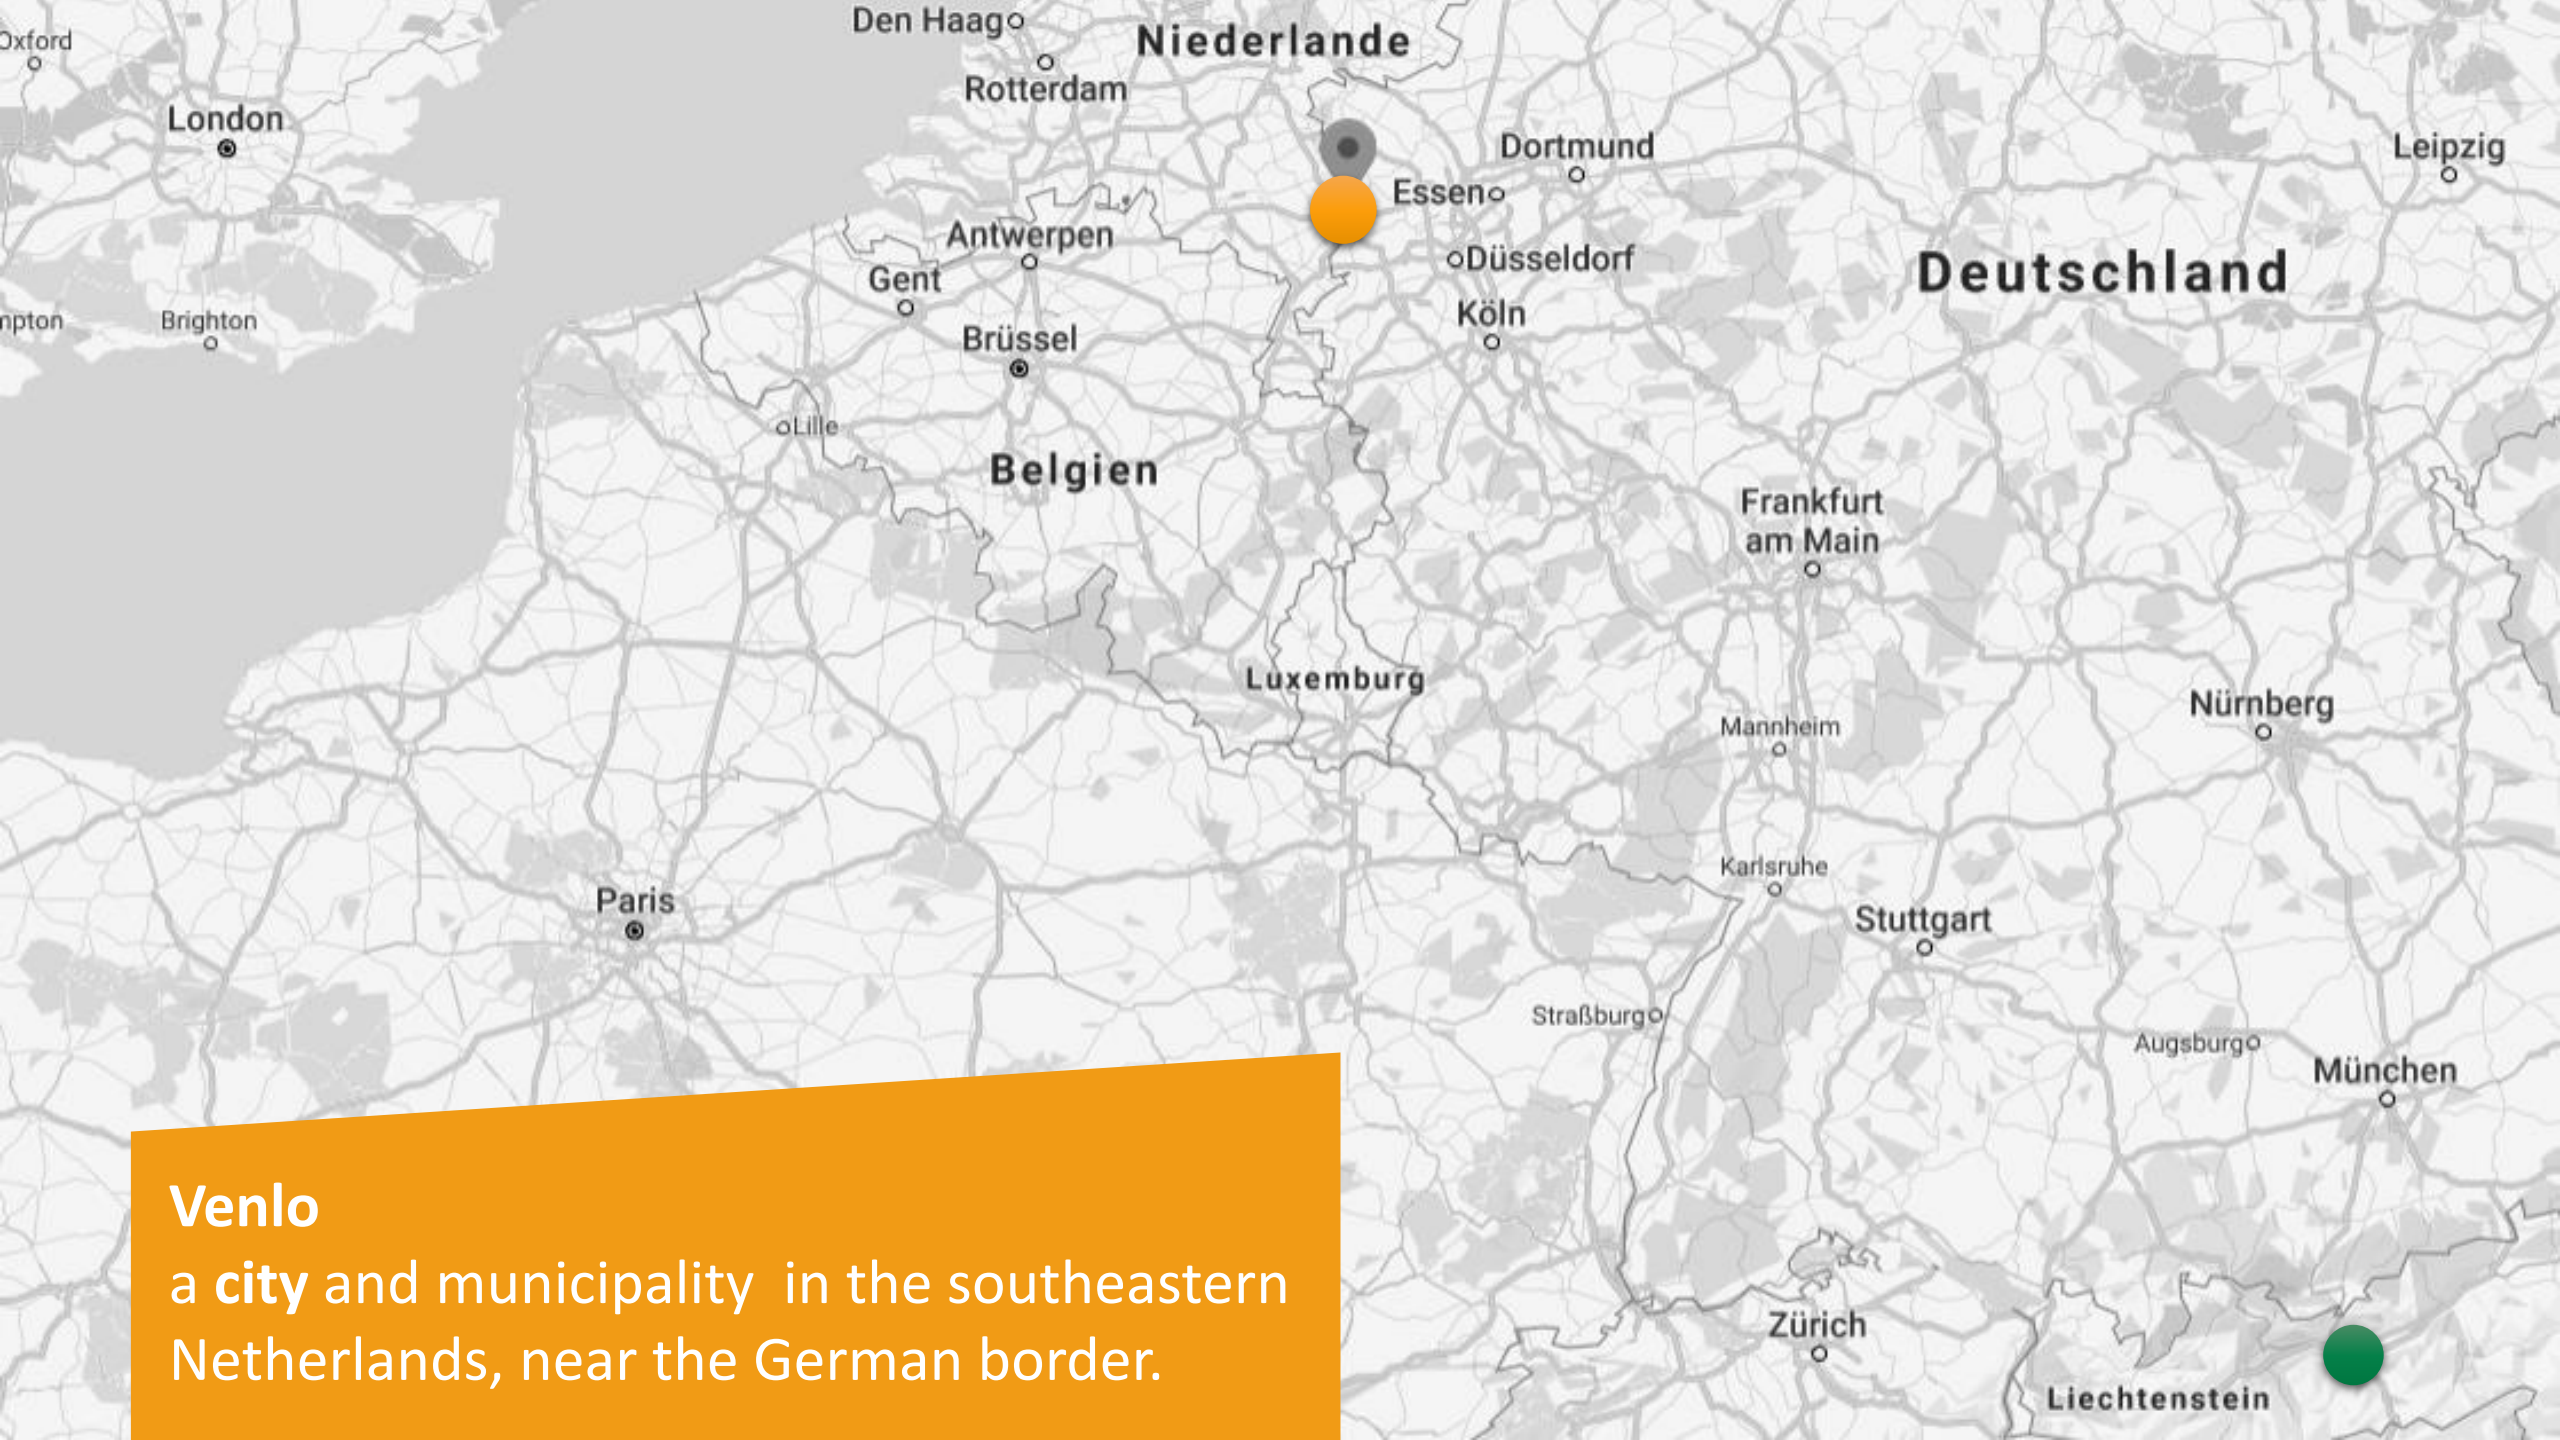 Den Haag
Niederlande
Oxford
Rotterdam
London
Dortmund
Leipzig
Essen
Antwerpen
Düsseldorf
Deutschland
Gent
Köln
mpton
Brighton
Brüssel
Lille
Belgien
Frankfurt
am Main
Luxemburg
Nürnberg
Mannheim
Karlsruhe
Paris
Stuttgart
Straßburg
Augsburg
München
Venlo
a city and municipality in the southeastern
Netherlands, near the German border.
Zürich
Liechtenstein